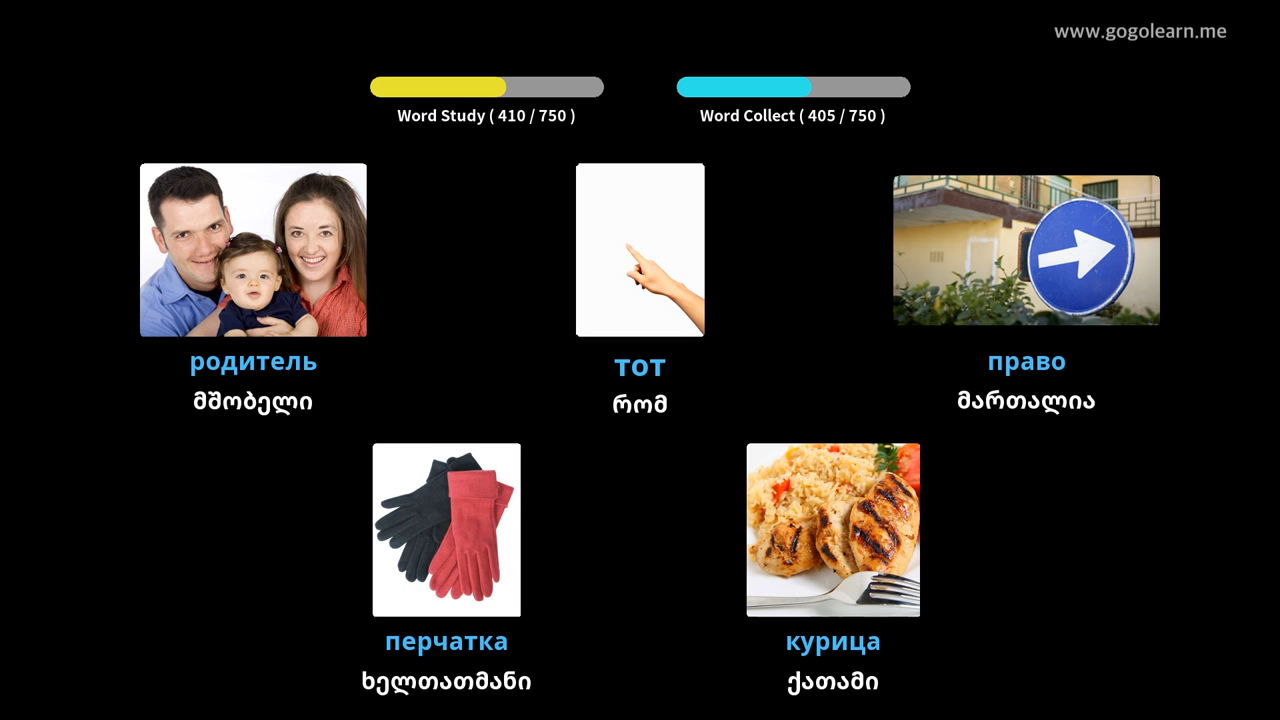 www.gogolearn.me
Word Study ( 410 / 750 )
Word Collect ( 405 / 750 )
родитель
მშობელი
тот
რომ
право
მართალია
перчатка
ხელთათმანი
курица
ქათამი